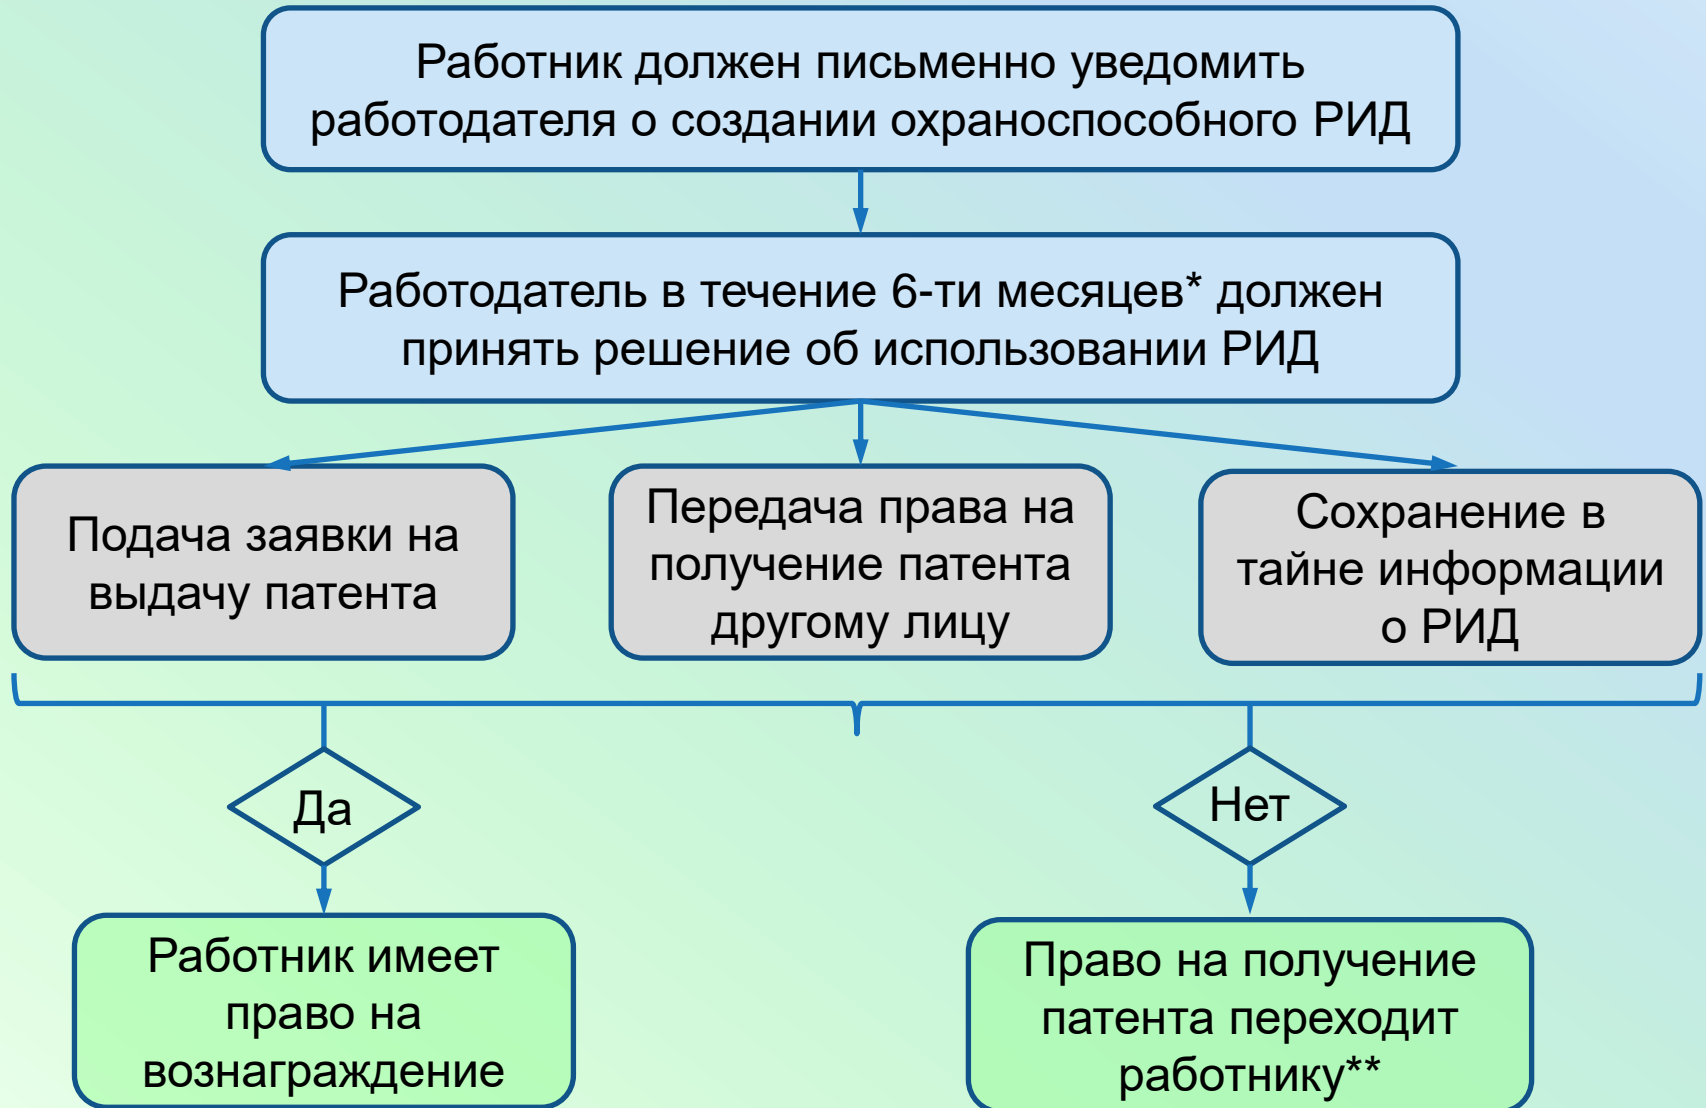 Работник должен письменно уведомить
работодателя о создании охраноспособного РИД
Работодатель в течение 6-ти месяцев* должен
принять решение об использовании РИД
Подача заявки на
выдачу патента
Передача права на
получение патента
другому лицу
Сохранение в
тайне информации
о РИД
Да
Нет
Работник имеет
право на
вознаграждение
Право на получение
патента переходит
работнику**